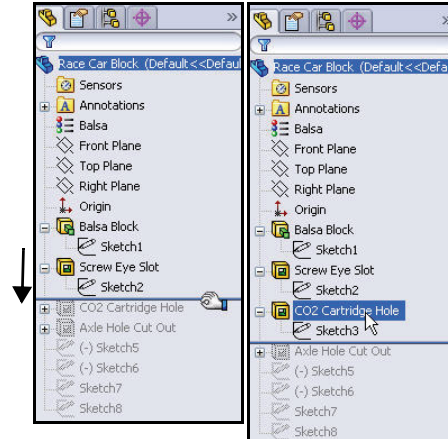 »
Race Car Block (Default<<Defaul
Sensors
Annotations
Balsa
Front Plane
Top Plane
Right Plane
Origin
Balsa Block
Sketch1
Screw Eye Slot
Sketch2
CO2 Cartridge Hole
Axle Hole Cut Out
(-) Sketch5
(-) Sketch6
Sketch7
Sketch8
»
Race Car Block (Default<<Defa
Sensors
Annotations
Balsa
Front Plane
Top Plane
Right Plane
Origin
Balsa Block
Sketch1
Screw Eye Slot
Sketch2
CO2 Cartridge Hole
Sketch3
Axle Hole Cut Out
(-) Sketch5
(-) Sketch6
Sketch7
Sketch8